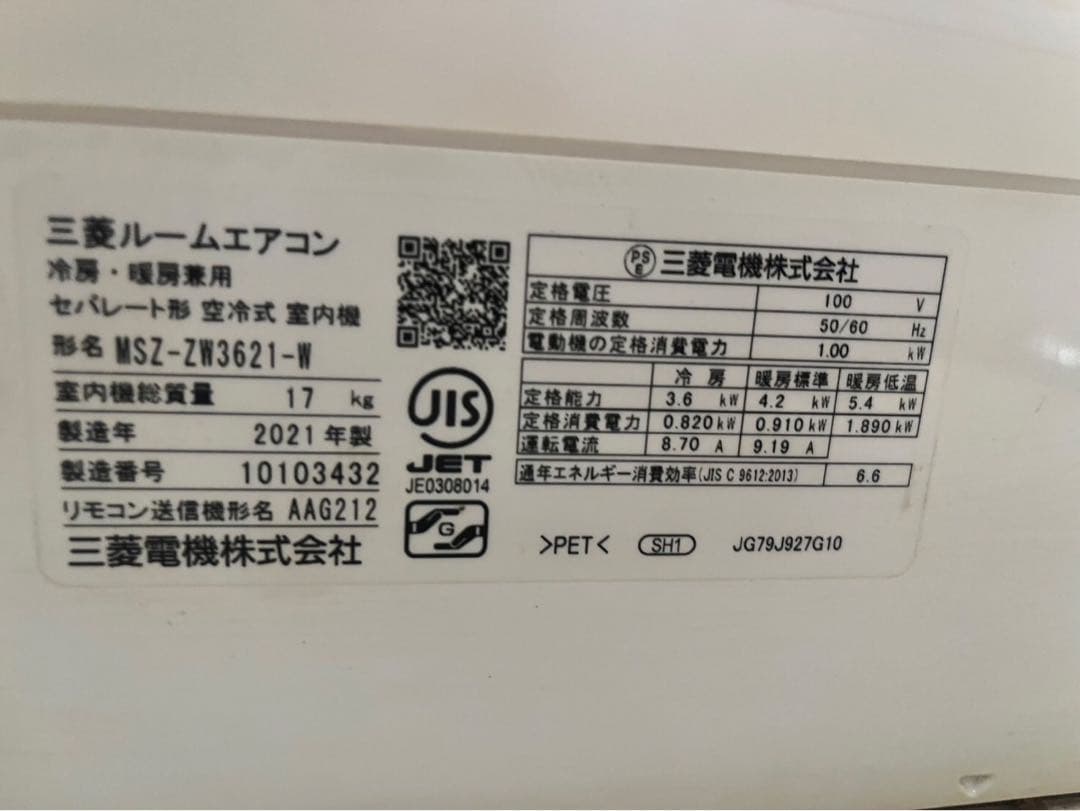 三菱ルームエアコン
冷房・暖房兼用
セパレート形 空冷式 室内機
形名 MSZ-ZW3621-W
室内機総質量 17 kg
製造年 2021年製
製造番号 10103432
リモコン送信機形名 AAG212
三菱電機株式会社
JIS
JET
JE0308014
G
PSE 三菱電機株式会社
定格電圧 100 V
定格周波数 50/60 Hz
電動機の定格消費電力 1.00 kW
冷房 暖房標準 暖房低温
定格能力 3.6 kW 4.2 kW 5.4 kW
定格消費電力 0.820kW 0.910kW 1.890kW
運転電流 8.70 A 9.19 A
通年エネルギー消費効率(JIS C 9612:2013) 6.6
>PET< SH1 JG79J927G10